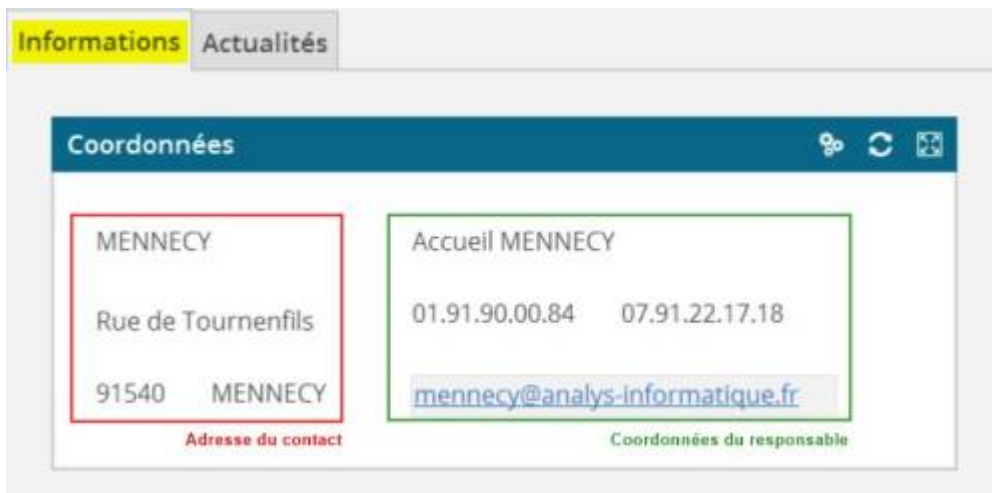 Informations Actualités
Coordonnées
MENNECY
Rue de Tournenfils
91540 MENNECY
Adresse du contact
Accueil MENNECY
01.91.90.00.84 07.91.22.17.18
mennecy@analys-informatique.fr
Coordonnées du responsable